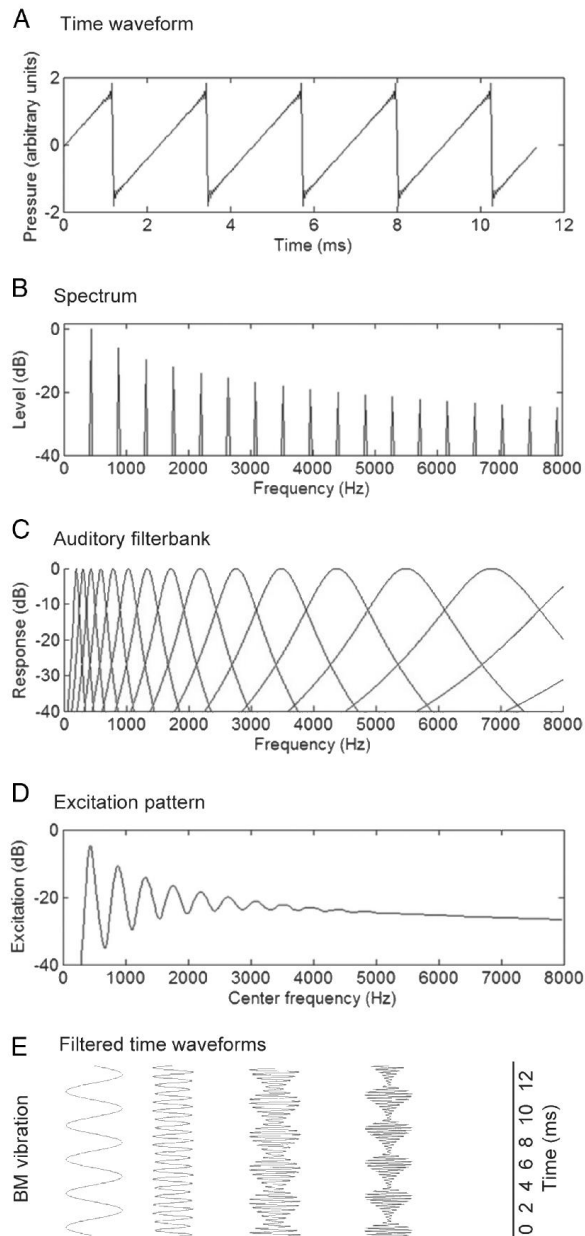 A Time waveform
Pressure (arbitrary units)
2
0
-2
0 2 4 6 8 10 12
Time (ms)
B Spectrum
Level (dB)
0
-20
-40
0 1000 2000 3000 4000 5000 6000 7000 8000
Frequency (Hz)
C Auditory filterbank
Response (dB)
0
-10
-20
-30
-40
0 1000 2000 3000 4000 5000 6000 7000 8000
Frequency (Hz)
D Excitation pattern
Excitation (dB)
0
-20
-40
0 1000 2000 3000 4000 5000 6000 7000 8000
Center frequency (Hz)
E Filtered time waveforms
BM vibration
0 2 4 6 8 10 12
Time (ms)